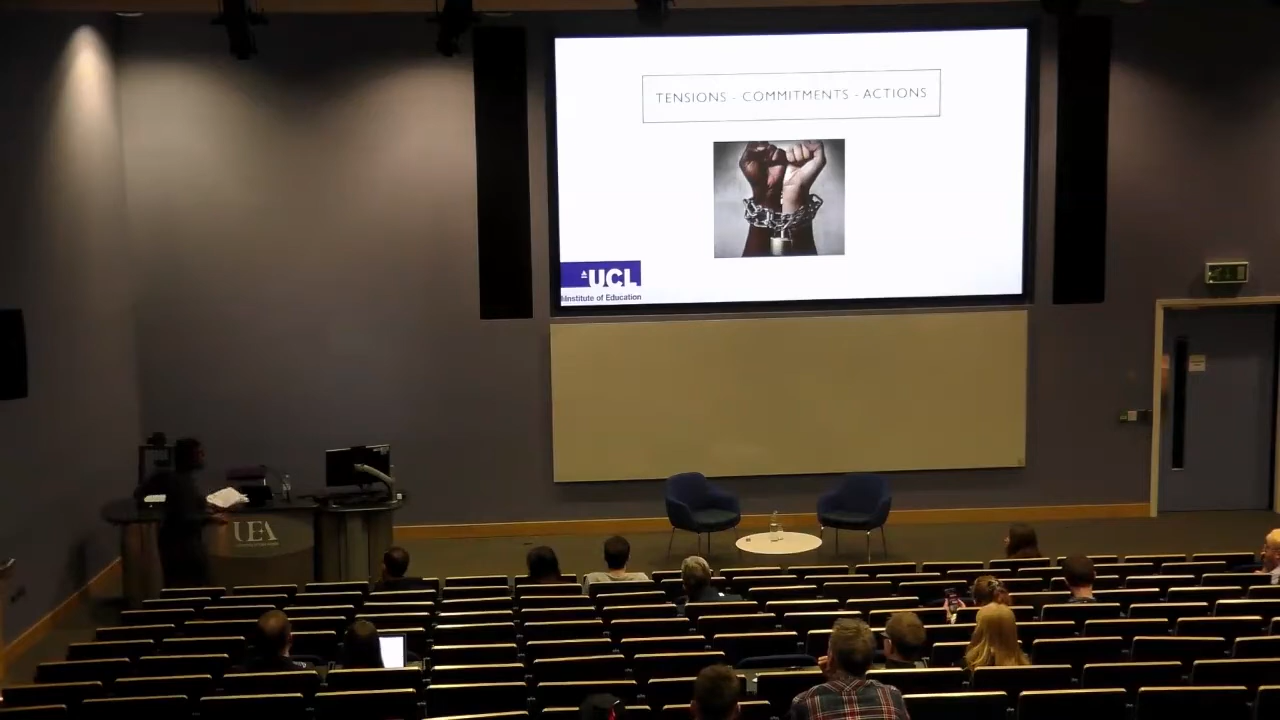 TENSIONS - COMMITMENTS - ACTIONS
UCL
Institute of Education
UEA